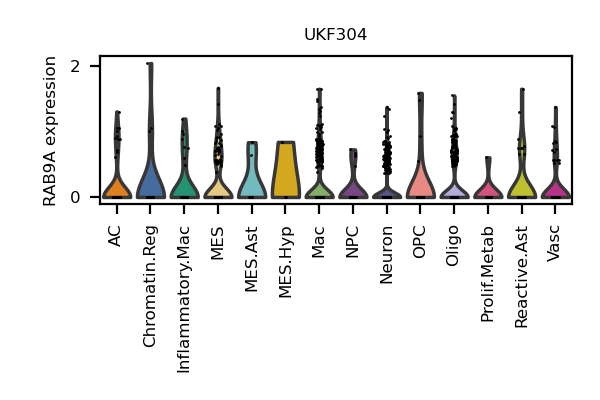 UKF304
RAB9A expression
2
0
AC
Chromatin.Reg
Inflammatory.Mac
MES
MES.Ast
MES.Hyp
Mac
NPC
Neuron
OPC
Oligo
Prolif.Metab
Reactive.Ast
Vasc